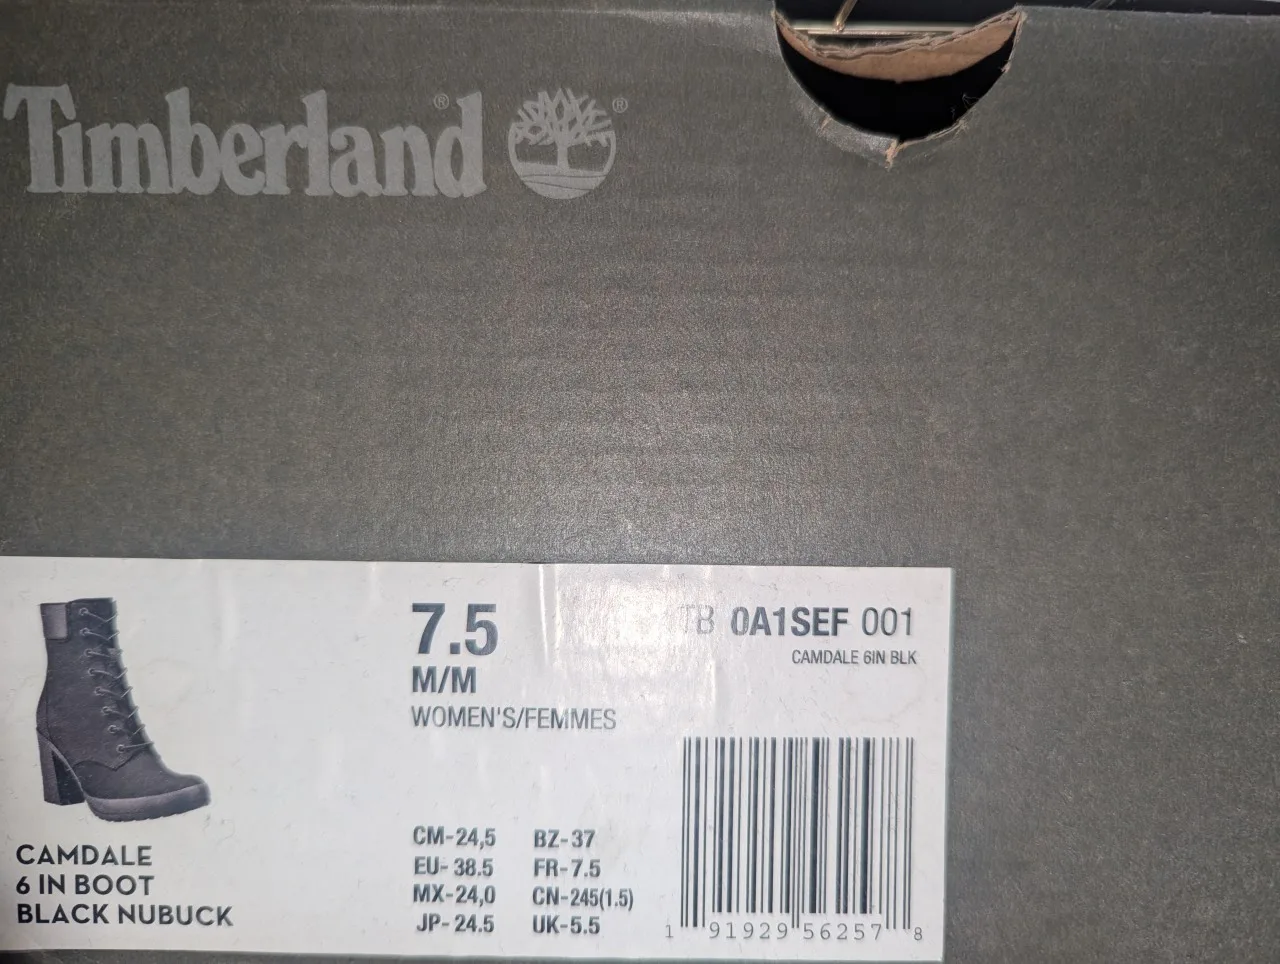 Timberland® ®
7.5
M/M
WOMEN'S/FEMMES
TB 0A1SEF 001
CAMDALE 6IN BLK
CAMDALE
6 IN BOOT
BLACK NUBUCK
CM-24,5 BZ-37
EU-38.5 FR-7.5
MX-24,0 CN-245(1.5)
JP-24.5 UK-5.5
1 91929 56257 8